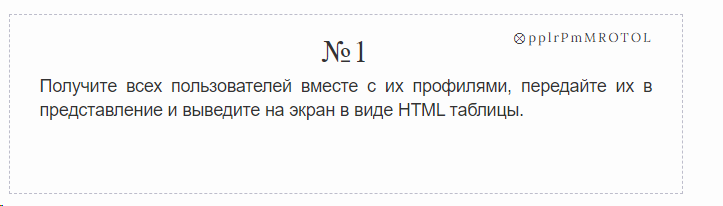 ⊗pplrPmMROTOL
№1
Получите всех пользователей вместе с их профилями, передайте их в
представление и выведите на экран в виде HTML таблицы.